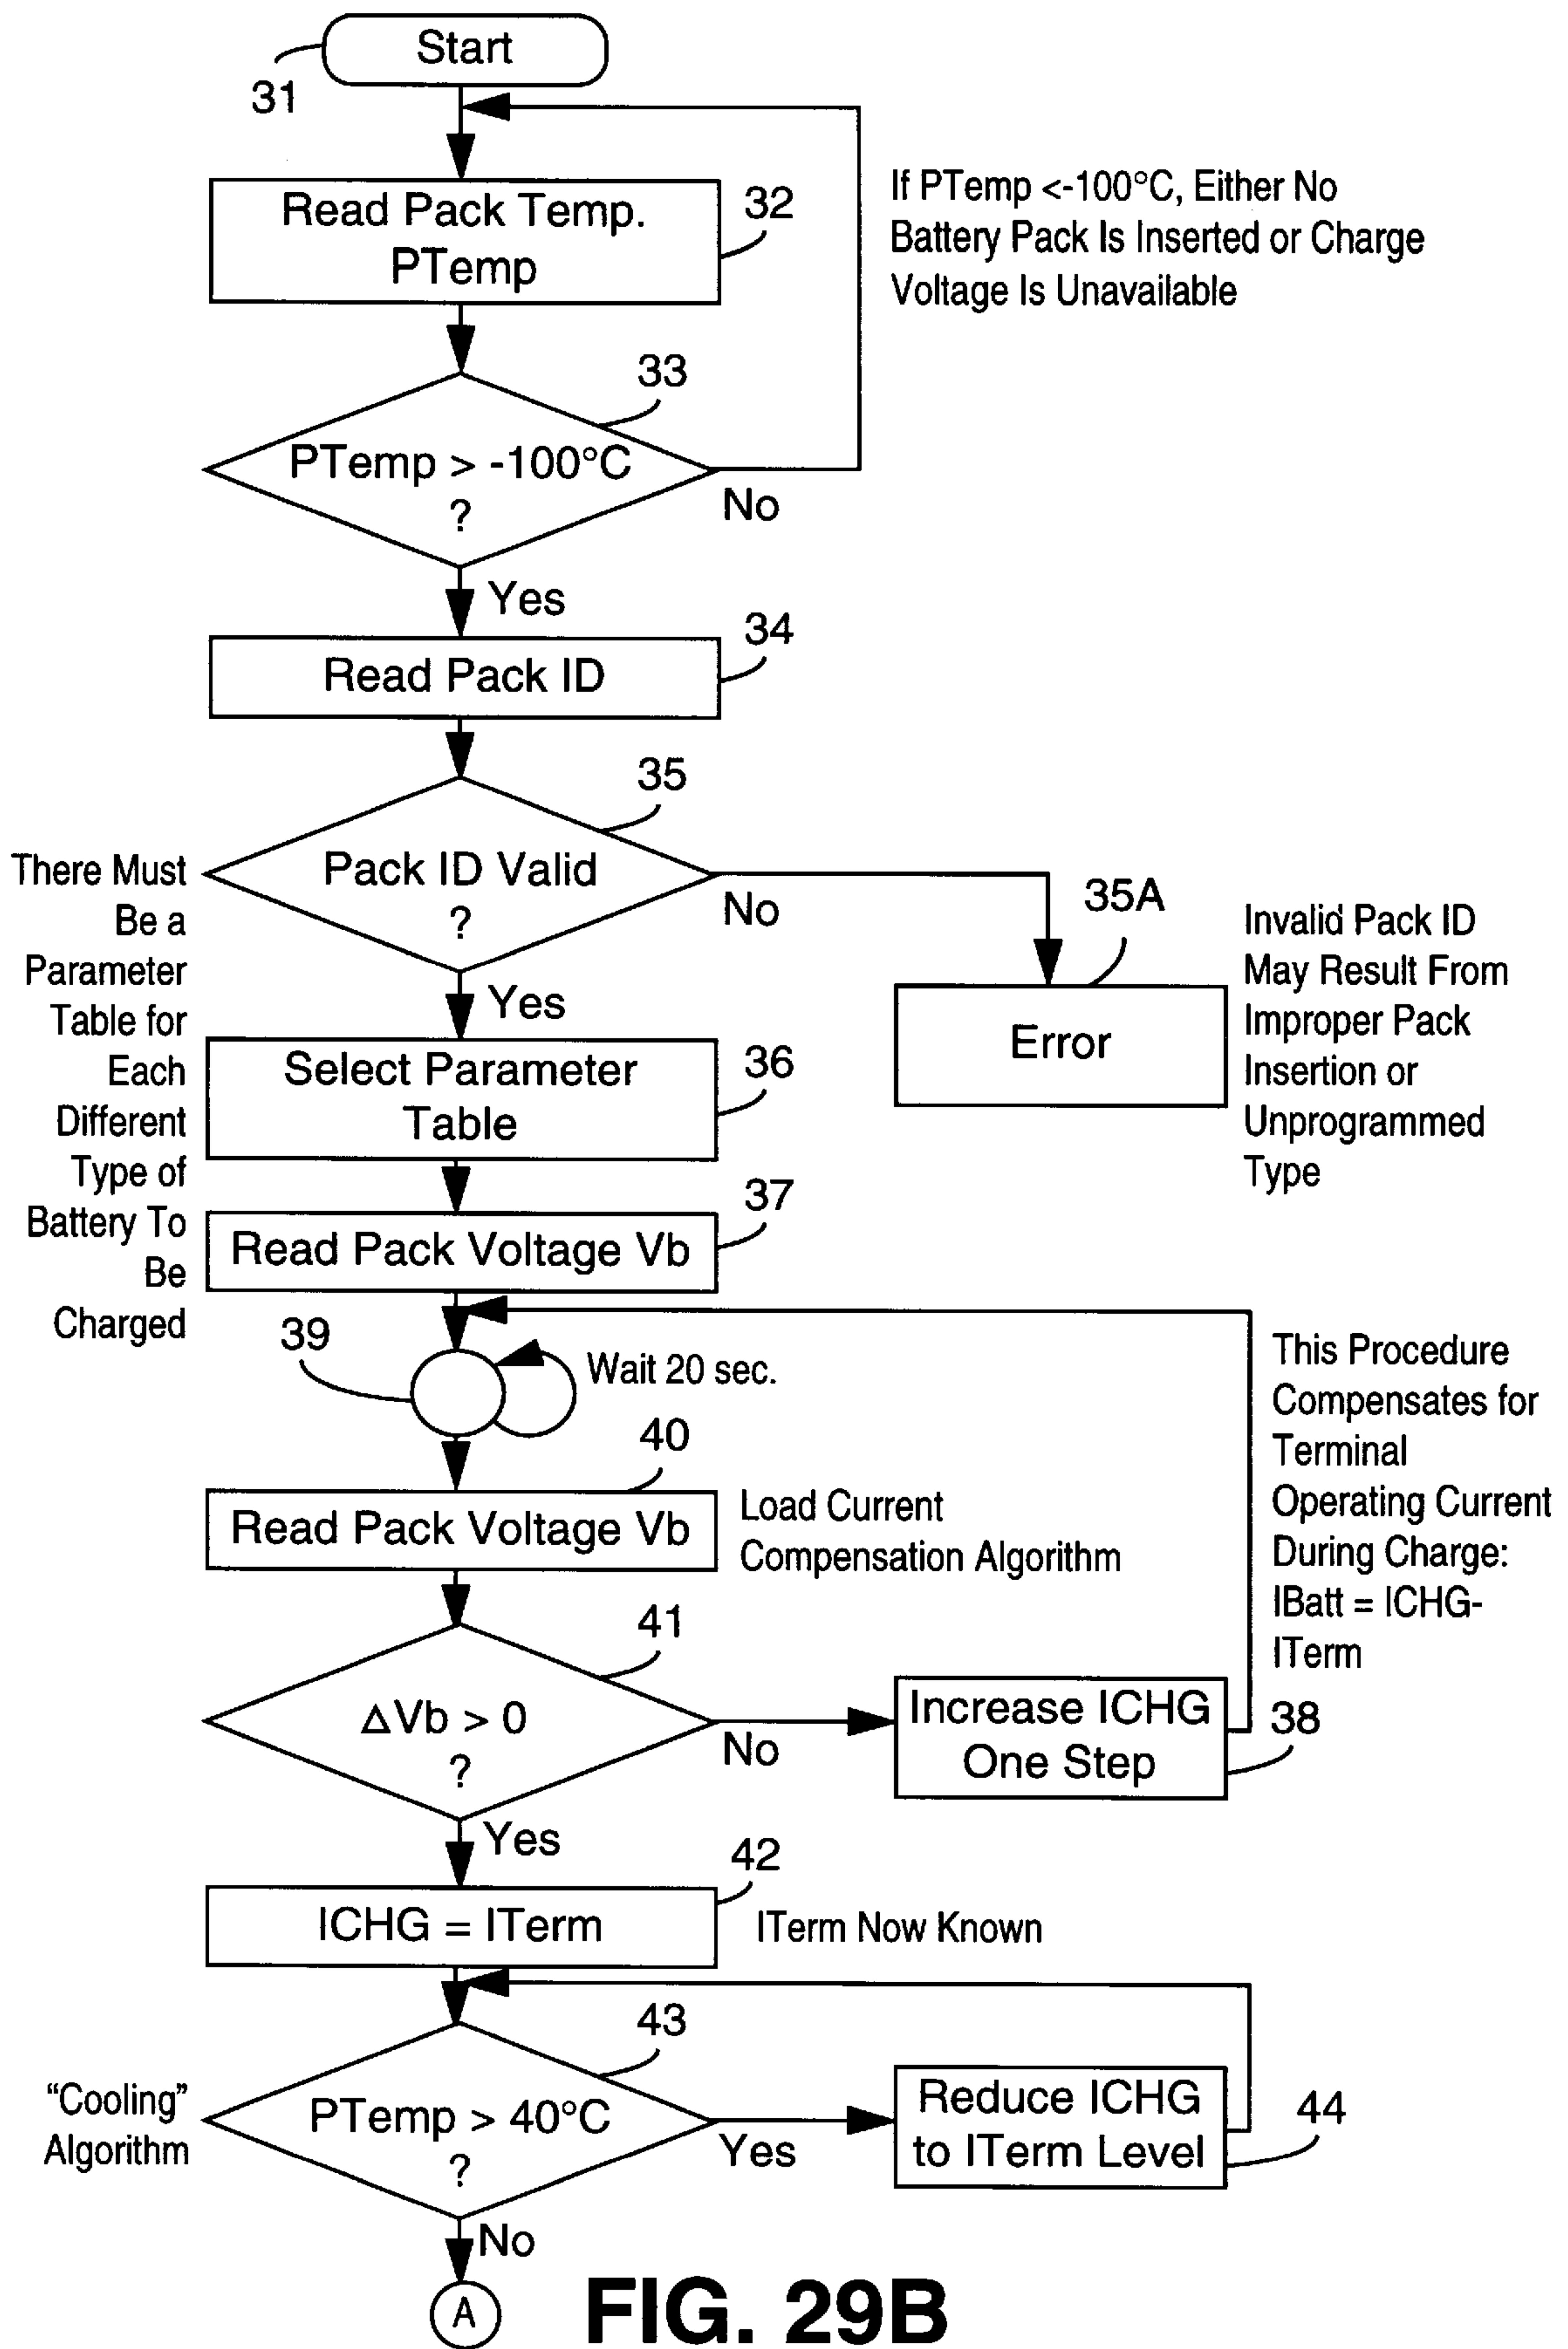 Start
31
Read Pack Temp.
PTemp
32
If PTemp <-100°C, Either No
Battery Pack Is Inserted or Charge
Voltage Is Unavailable
33
PTemp > -100°C
?
No
Yes
34
Read Pack ID
35
Pack ID Valid
?
No
Yes
There Must
Be a
Parameter
Table for
Each
Different
Type of
Battery To
Be
Charged
35A
Error
Invalid Pack ID
May Result From
Improper Pack
Insertion or
Unprogrammed
Type
Select Parameter
Table
36
37
Read Pack Voltage Vb
39
Wait 20 sec.
This Procedure
Compensates for
Terminal
Operating Current
During Charge:
IBatt = ICHG-
ITerm
40
Read Pack Voltage Vb
Load Current
Compensation Algorithm
41
ΔVb > 0
?
No
Increase ICHG
One Step
38
Yes
42
ICHG = ITerm
ITerm Now Known
43
“Cooling”
Algorithm
PTemp > 40°C
?
Yes
Reduce ICHG
to ITerm Level
44
No
A
FIG. 29B